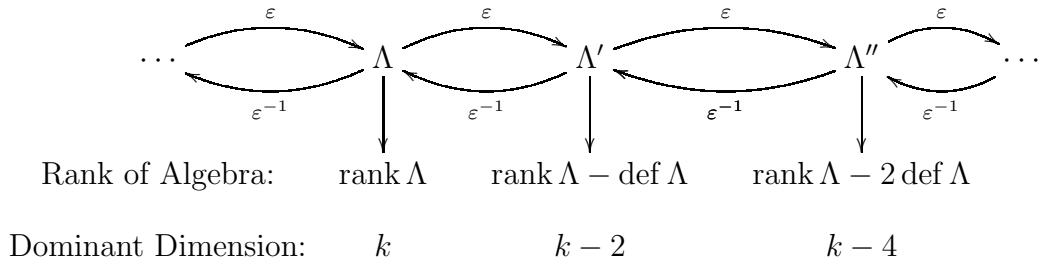 ε ε ε ε
⋯ Λ Λ′ Λ″ ⋯
ε⁻¹ ε⁻¹ ε⁻¹ ε⁻¹
Rank of Algebra: rank Λ rank Λ − def Λ rank Λ − 2 def Λ
Dominant Dimension: k k − 2 k − 4